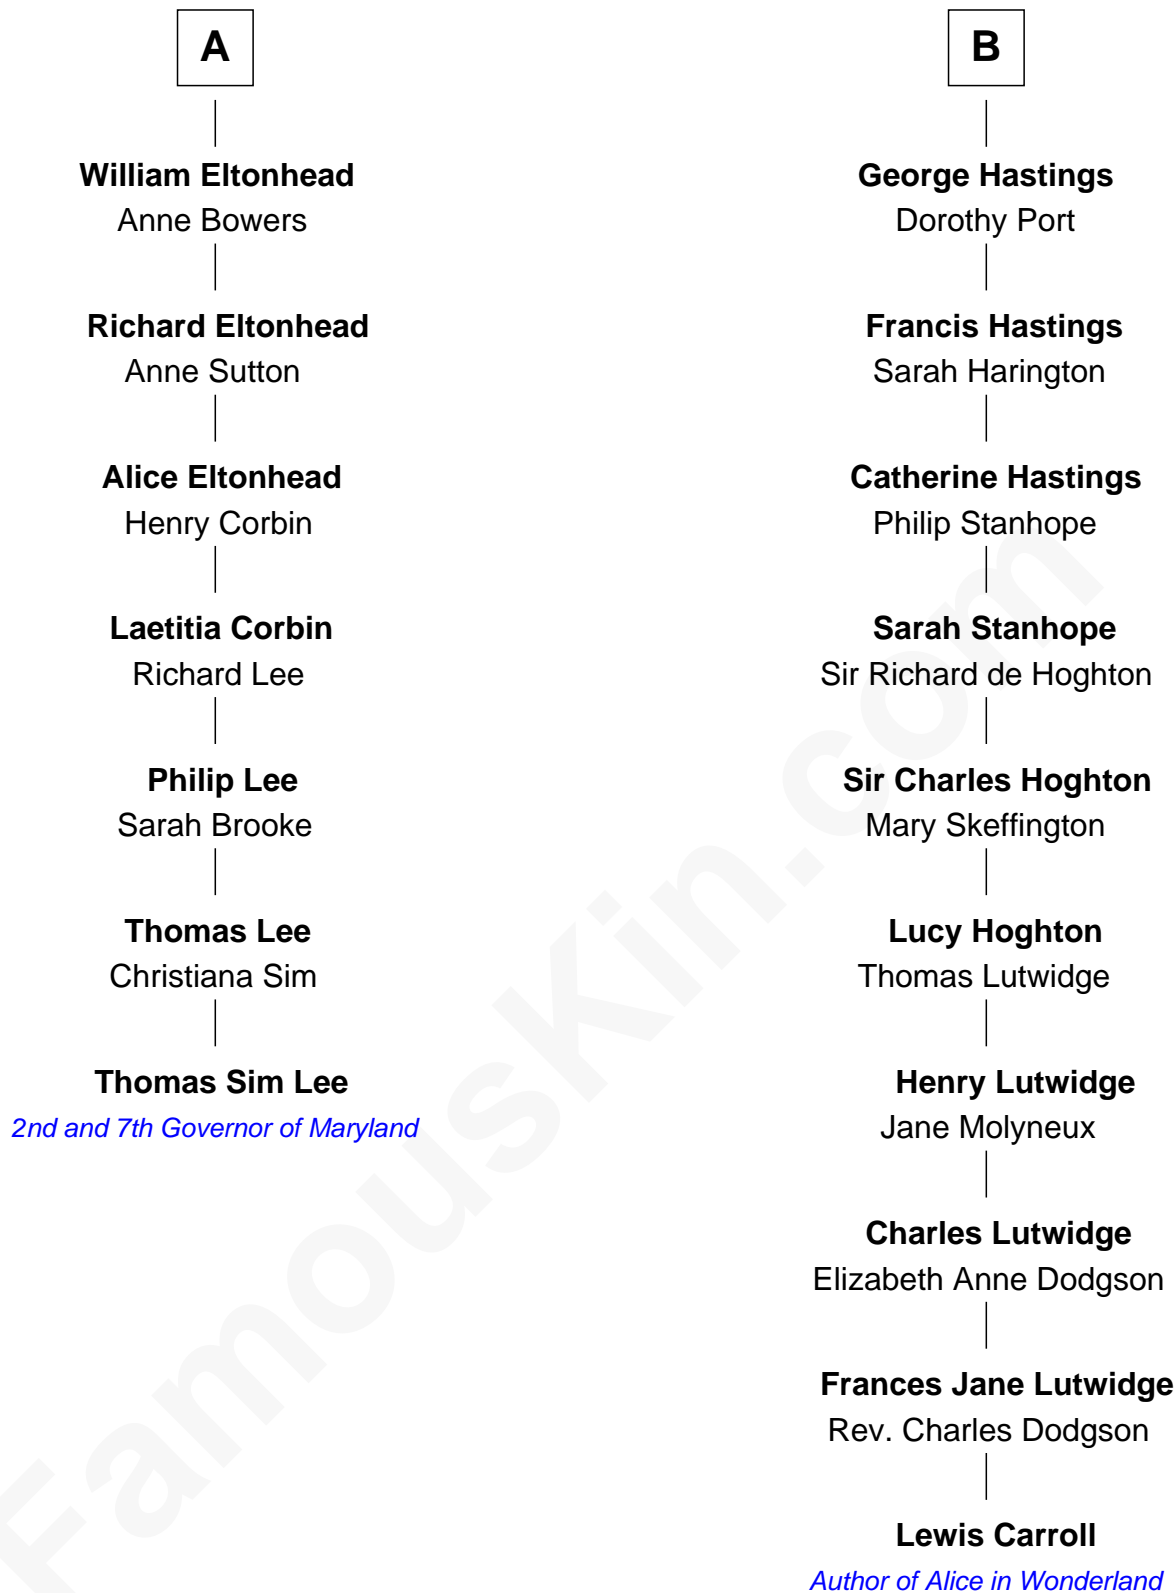 A
William Eltonhead
Anne Bowers
Richard Eltonhead
Anne Sutton
Alice Eltonhead
Henry Corbin
Laetitia Corbin
Richard Lee
Philip Lee
Sarah Brooke
Thomas Lee
Christiana Sim
Thomas Sim Lee
2nd and 7th Governor of Maryland
B
George Hastings
Dorothy Port
Francis Hastings
Sarah Harington
Catherine Hastings
Philip Stanhope
Sarah Stanhope
Sir Richard de Hoghton
Sir Charles Hoghton
Mary Skeffington
Lucy Hoghton
Thomas Lutwidge
Henry Lutwidge
Jane Molyneux
Charles Lutwidge
Elizabeth Anne Dodgson
Frances Jane Lutwidge
Rev. Charles Dodgson
Lewis Carroll
Author of Alice in Wonderland
FamousKin.com